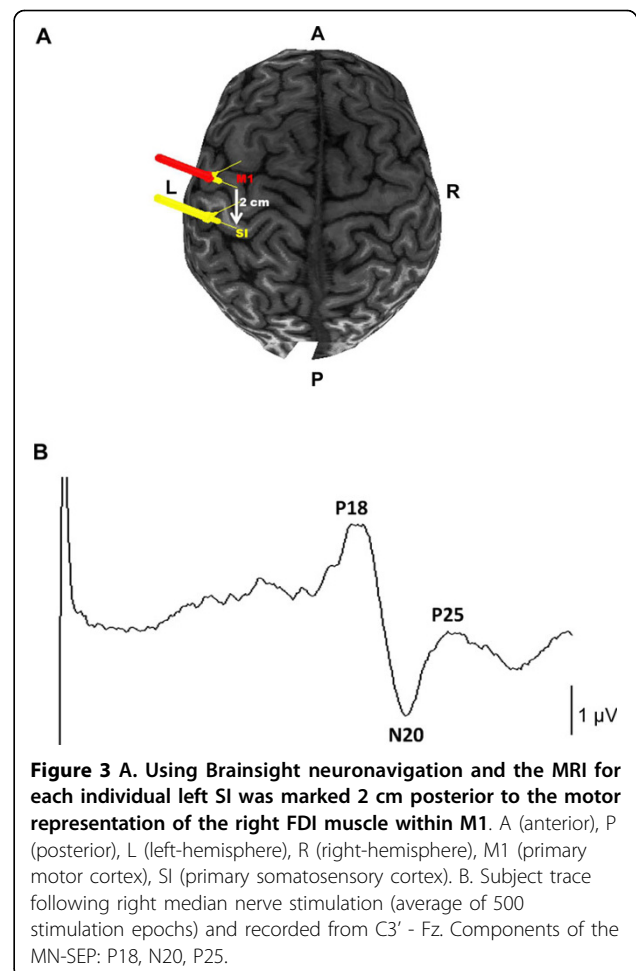 A
A
M1
L
2 cm
R
SI
P
B
P18
P25
1 µV
N20
Figure 3 A. Using Brainsight neuronavigation and the MRI for
each individual left SI was marked 2 cm posterior to the motor
representation of the right FDI muscle within M1. A (anterior), P
(posterior), L (left-hemisphere), R (right-hemisphere), M1 (primary
motor cortex), SI (primary somatosensory cortex). B. Subject trace
following right median nerve stimulation (average of 500
stimulation epochs) and recorded from C3' - Fz. Components of the
MN-SEP: P18, N20, P25.